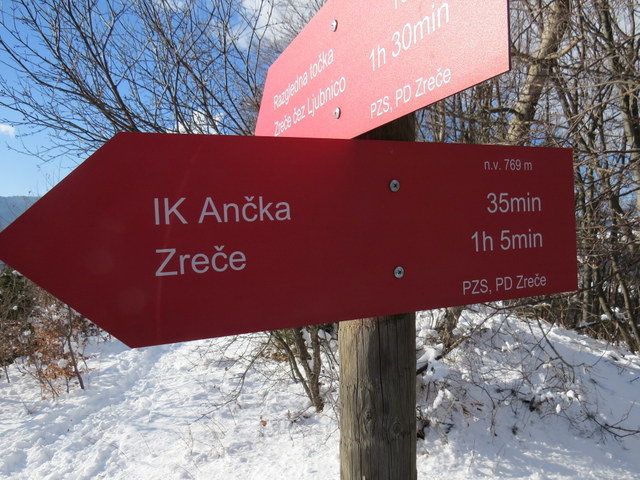 1h 30min
Razgledna točka
Zreče čez Ljubnico
PZS, PD Zreče
n.v. 769 m
IK Ančka 35min
Zreče 1h 5min
PZS, PD Zreče